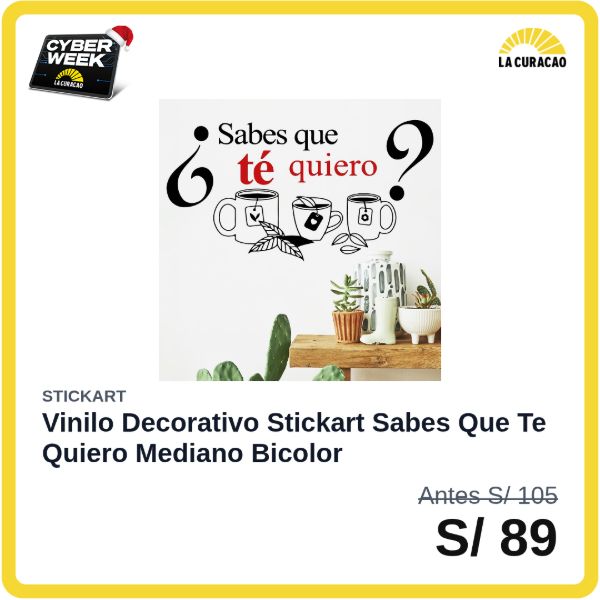 CYBER
WEEK
LA CURACAO
LA CURACAO
¿Sabes que
té quiero?
STICKART
Vinilo Decorativo Stickart Sabes Que Te
Quiero Mediano Bicolor
Antes S/ 105
S/ 89